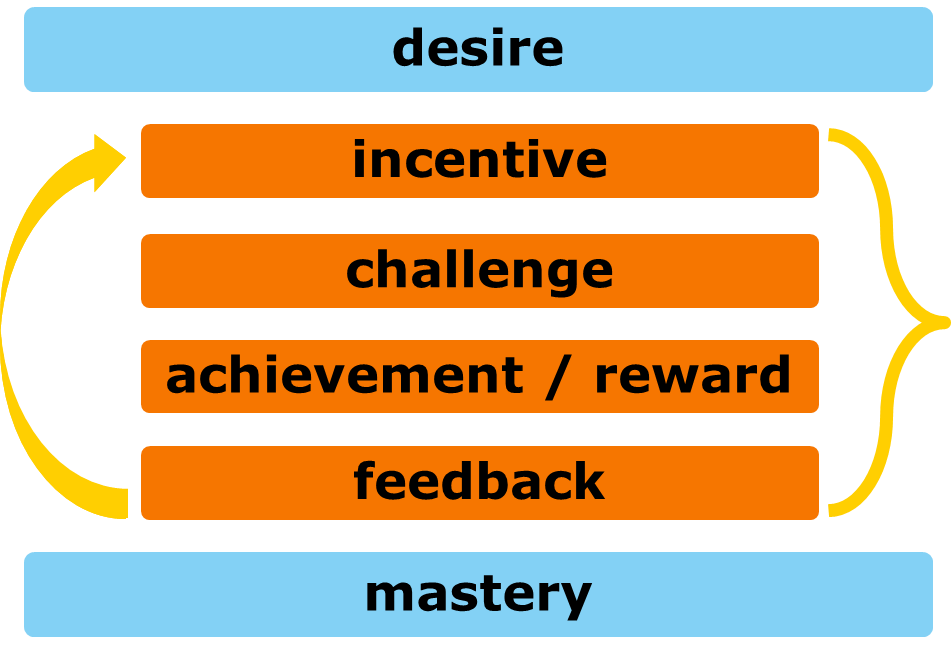 desire
incentive
challenge
achievement / reward
feedback
mastery